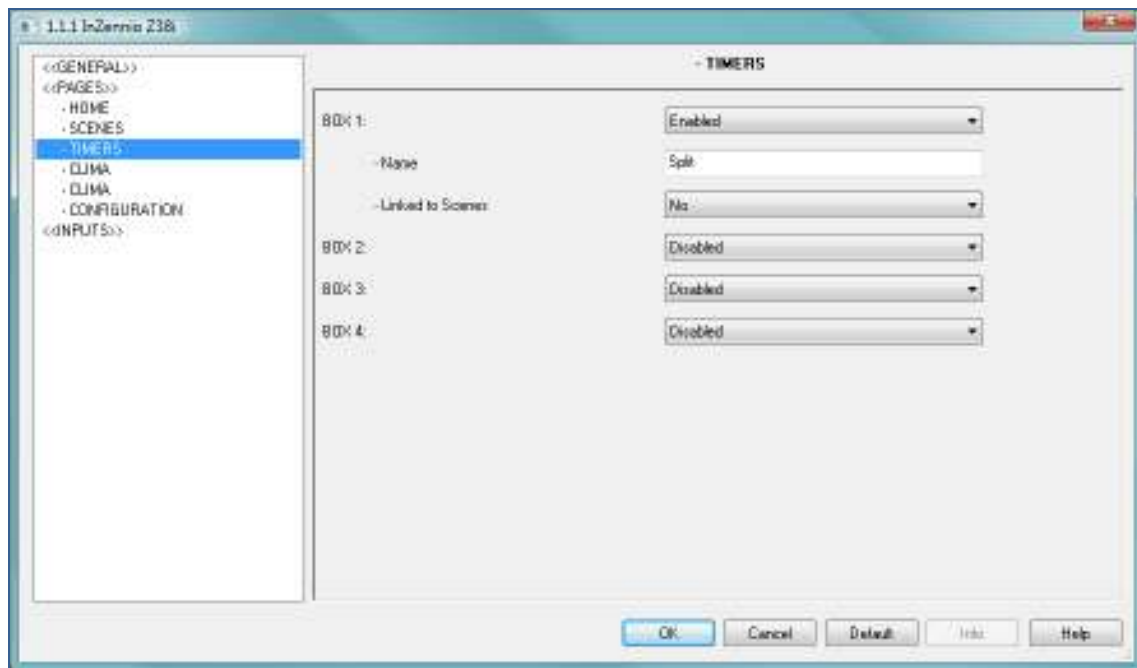 1.1.1 InZennio Z38i
<<GENERAL>>
<<PAGES>>
- HOME
- SCENES
- TIMERS
- CLIMA
- CLIMA
- CONFIGURATION
<<INPUTS>>
- TIMERS
BOX 1: Enabled
- Name Split
- Linked to Scenes No
BOX 2: Disabled
BOX 3: Disabled
BOX 4: Disabled
OK Cancel Default Info Help